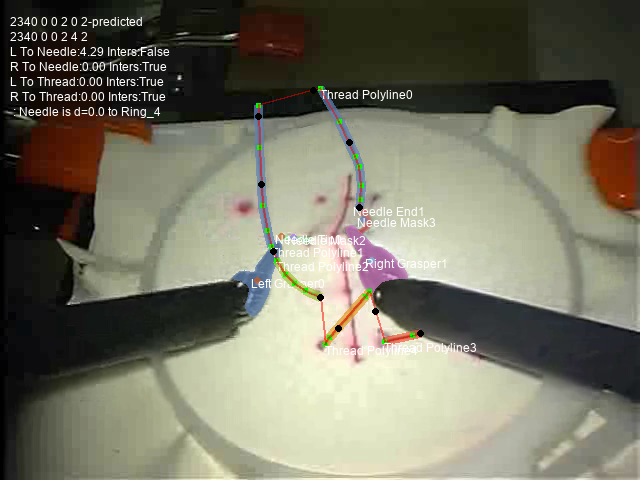 2340 0 0 2 0 2-predicted
2340 0 0 2 4 2
L To Needle:4.29 Inters:False
R To Needle:0.00 Inters:True
L To Thread:0.00 Inters:True
R To Thread:0.00 Inters:True
: Needle is d=0.0 to Ring_4
Thread Polyline0
Needle End1
Needle Mask3
Mask2
Thread Polyline1
Thread Polyline2
Right Grasper1
Left Grasper0
Thread Polyline3